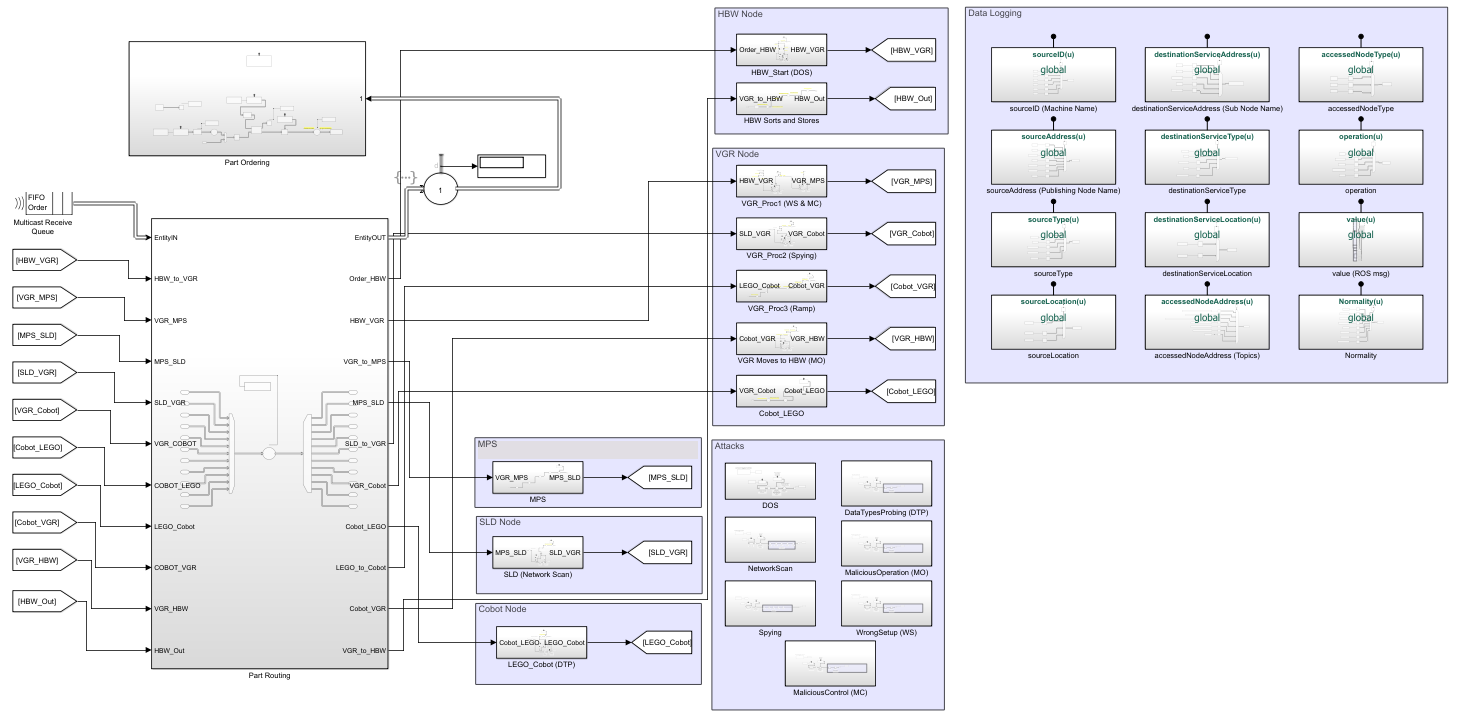 Part Ordering
1
1
d
{...}
FIFO
Order
Multicast Receive
Queue
[HBW_VGR]
[VGR_MPS]
[MPS_SLD]
[SLD_VGR]
[VGR_Cobot]
[Cobot_LEGO]
[LEGO_Cobot]
[Cobot_VGR]
[VGR_HBW]
[HBW_Out]
EntityIN
HBW_to_VGR
VGR_MPS
MPS_SLD
SLD_VGR
VGR_COBOT
COBOT_LEGO
LEGO_Cobot
COBOT_VGR
VGR_HBW
HBW_Out
EntityOUT
Order_HBW
HBW_VGR
VGR_to_MPS
MPS_SLD
SLD_to_VGR
VGR_Cobot
Cobot_LEGO
LEGO_to_Cobot
Cobot_VGR
VGR_to_HBW
Part Routing
MPS
VGR_MPS MPS_SLD
MPS
[MPS_SLD]
SLD Node
MPS_SLD SLD_VGR
SLD (Network Scan)
[SLD_VGR]
Cobot Node
Cobot_LEGO LEGO_Cobot
LEGO_Cobot (DTP)
[LEGO_Cobot]
HBW Node
Order_HBW HBW_VGR
HBW_Start (DOS)
[HBW_VGR]
VGR_to_HBW HBW_Out
HBW Sorts and Stores
[HBW_Out]
VGR Node
HBW_VGR VGR_MPS
VGR_Proc1 (WS & MC)
[VGR_MPS]
SLD_VGR VGR_Cobot
VGR_Proc2 (Spying)
[VGR_Cobot]
LEGO_Cobot Cobot_VGR
VGR_Proc3 (Ramp)
[Cobot_VGR]
Cobot_VGR VGR_HBW
VGR Moves to HBW (MO)
[VGR_HBW]
VGR_Cobot Cobot_LEGO
Cobot_LEGO
[Cobot_LEGO]
Attacks
DOS
DataTypesProbing (DTP)
NetworkScan
MaliciousOperation (MO)
Spying
WrongSetup (WS)
MaliciousControl (MC)
Data Logging
sourceID(u)
global
sourceID (Machine Name)
destinationServiceAddress(u)
global
destinationServiceAddress (Sub Node Name)
accessedNodeType(u)
global
accessedNodeType
sourceAddress(u)
global
sourceAddress (Publishing Node Name)
destinationServiceType(u)
global
destinationServiceType
operation(u)
global
operation
sourceType(u)
global
sourceType
destinationServiceLocation(u)
global
destinationServiceLocation
value(u)
global
value (ROS msg)
sourceLocation(u)
global
sourceLocation
accessedNodeAddress(u)
global
accessedNodeAddress (Topics)
Normality(u)
global
Normality